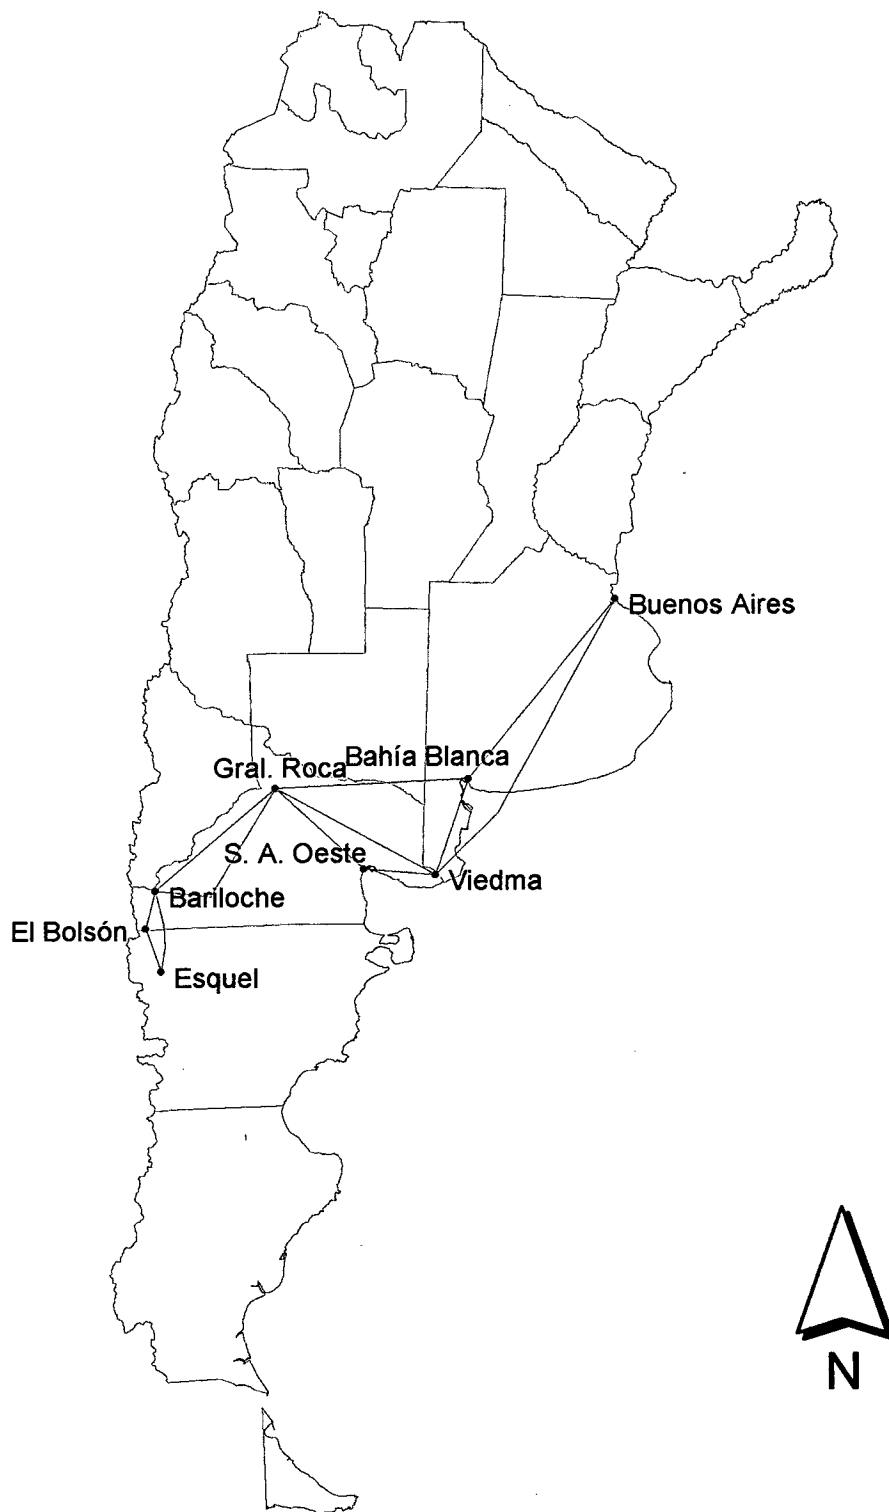 Buenos Aires
Bahía Blanca
Gral. Roca
S. A. Oeste
Viedma
Bariloche
El Bolsón
Esquel
N